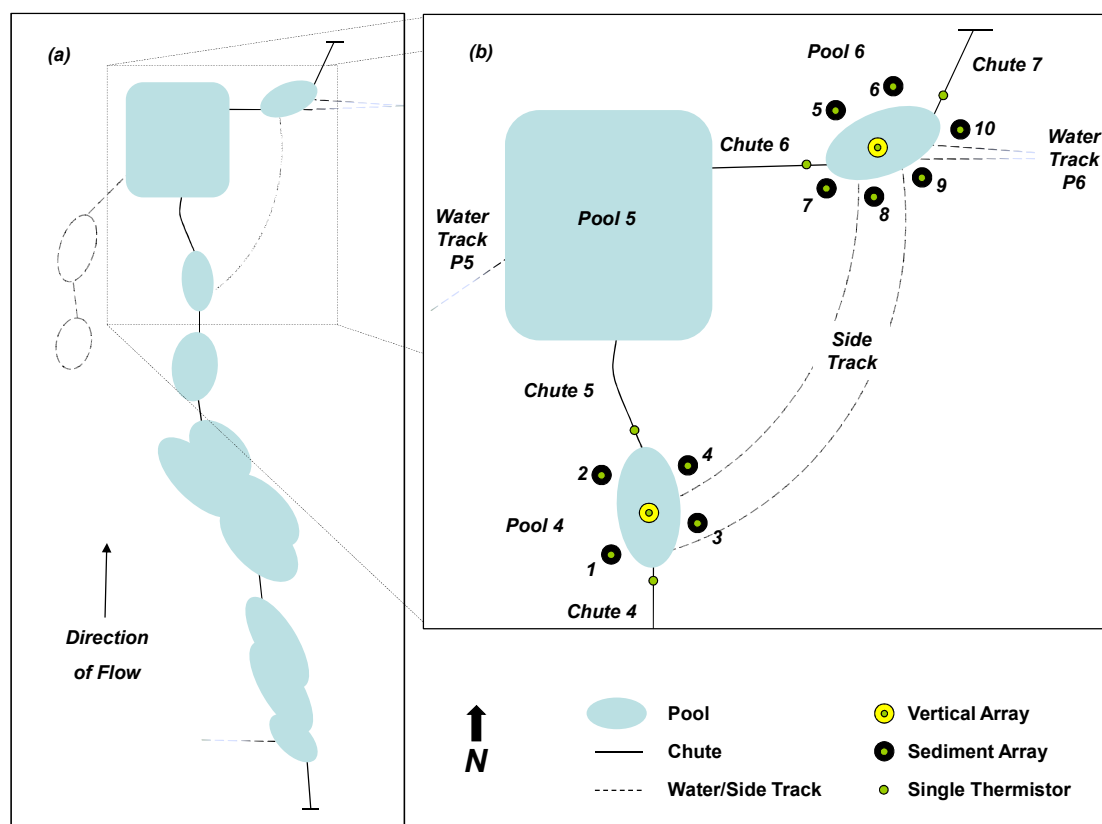 (a)
Direction
of Flow
(b)
Pool 6
Chute 7
6
5
10
Chute 6
Water
Track
P6
7
8
9
Pool 5
Water
Track
P5
Side
Track
Chute 5
4
2
Pool 4
3
1
Chute 4
N
Pool
Chute
Water/Side Track
Vertical Array
Sediment Array
Single Thermistor